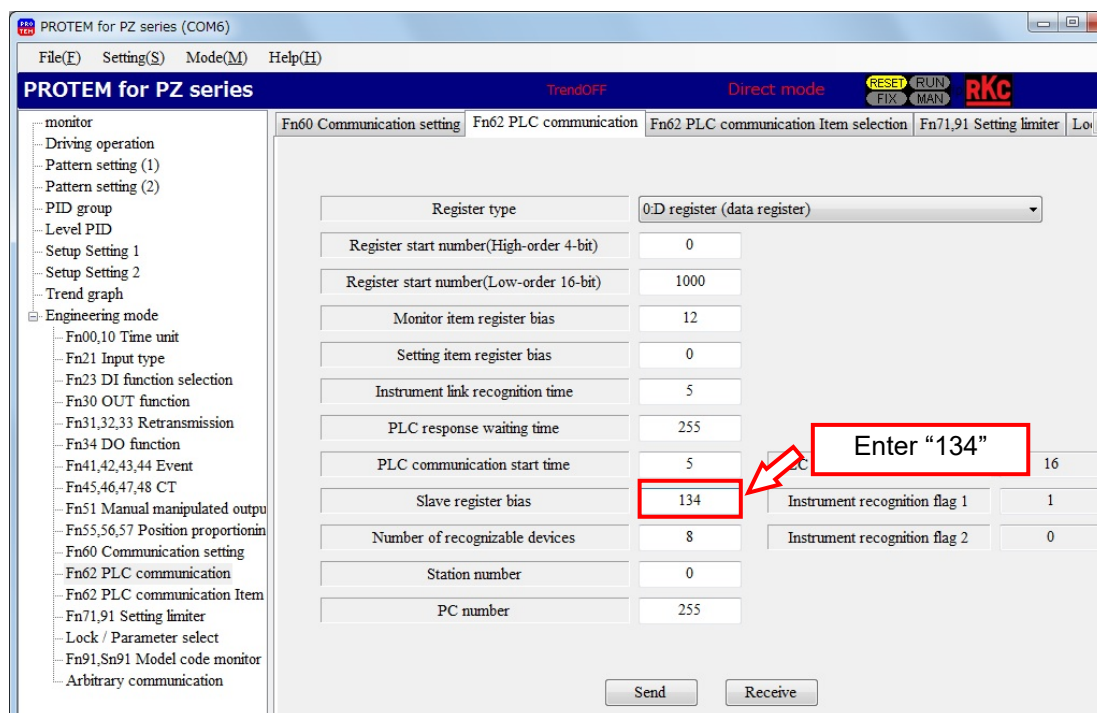 PROTEM for PZ series (COM6)
File(F) Setting(S) Mode(M) Help(H)
PROTEM for PZ series TrendOFF Direct mode RESET RUN FIX MAN RKC
monitor
Driving operation
Pattern setting (1)
Pattern setting (2)
PID group
Level PID
Setup Setting 1
Setup Setting 2
Trend graph
Engineering mode
Fn00,10 Time unit
Fn21 Input type
Fn23 DI function selection
Fn30 OUT function
Fn31,32,33 Retransmission
Fn34 DO function
Fn41,42,43,44 Event
Fn45,46,47,48 CT
Fn51 Manual manipulated outpu
Fn55,56,57 Position proportionin
Fn60 Communication setting
Fn62 PLC communication
Fn62 PLC communication Item
Fn71,91 Setting limiter
Lock / Parameter select
Fn91,Sn91 Model code monitor
Arbitrary communication
Fn60 Communication setting Fn62 PLC communication Fn62 PLC communication Item selection Fn71,91 Setting limiter
Register type 0:D register (data register)
Register start number(High-order 4-bit) 0
Register start number(Low-order 16-bit) 1000
Monitor item register bias 12
Setting item register bias 0
Instrument link recognition time 5
PLC response waiting time 255
Enter “134”
PLC communication start time 5 16
Slave register bias 134 Instrument recognition flag 1 1
Number of recognizable devices 8 Instrument recognition flag 2 0
Station number 0
PC number 255
Send Receive